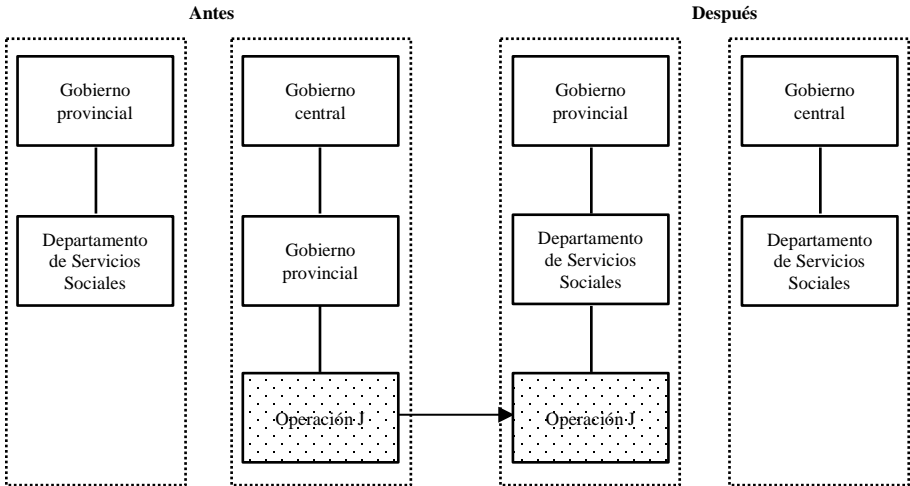 Antes
Después
Gobierno
provincial
Gobierno
central
Gobierno
provincial
Gobierno
central
Departamento
de Servicios
Sociales
Gobierno
provincial
Departamento
de Servicios
Sociales
Departamento
de Servicios
Sociales
Operación J
Operación J